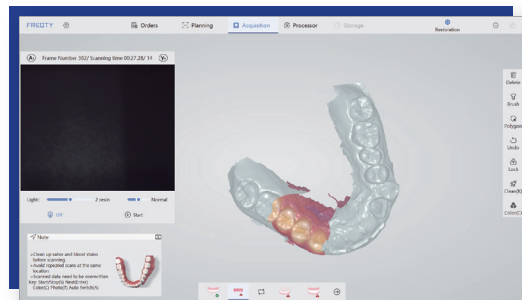 FREQTY
Orders
Planning
Acquisition
Processor
Storage
Restoration
Frame Number 302/ Scanning time 00:27.28/ 14
Delete
Brush
Polygon
Undo
Lock
Clean(K)
Color(C)
Light:
2 resin
Normal
Off
Start
Note
Clean up saliva and blood stains
before scanning
Avoid repeated scans at the same
location
Scanned data need to be overwritten
Key: Start/Stop(S) Next(Enter)
Color(C) Photo(T) Auto Switch(S)